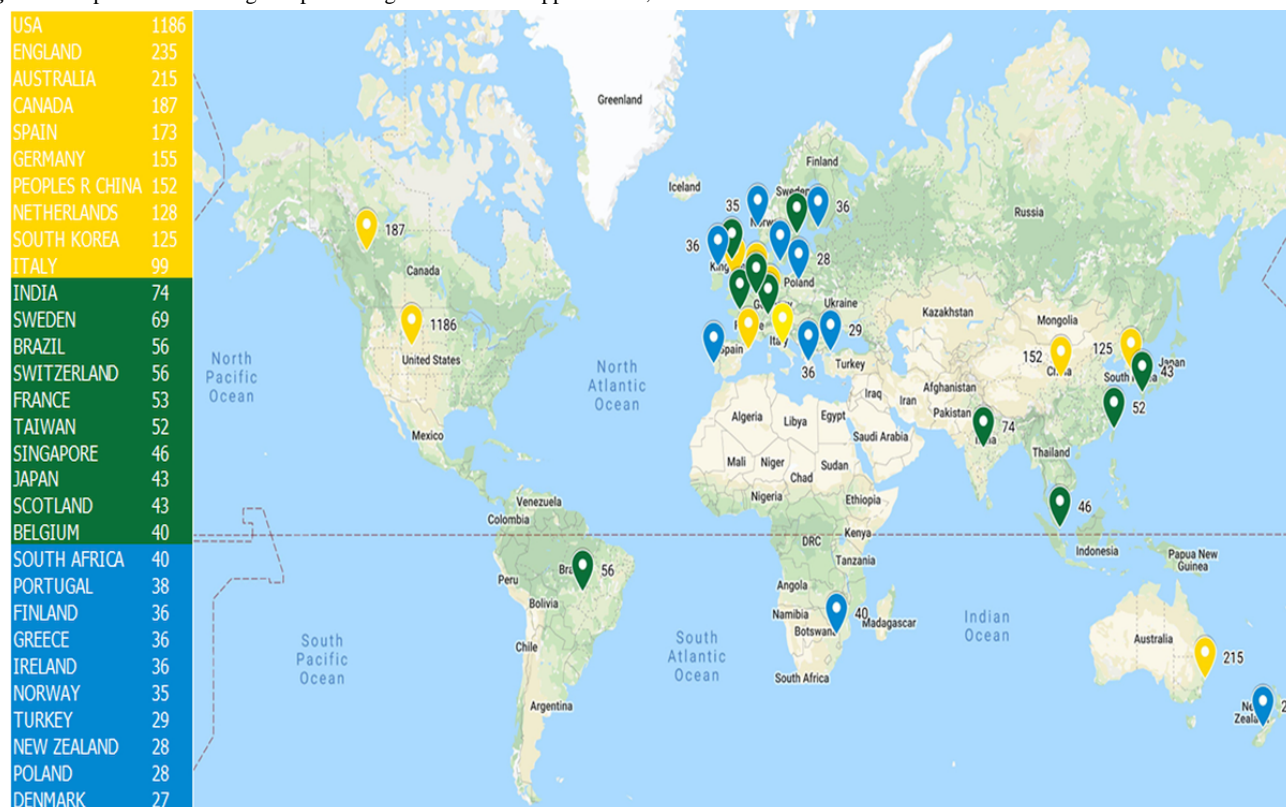 USA 1186
ENGLAND 235
AUSTRALIA 215
CANADA 187
SPAIN 173
GERMANY 155
PEOPLES R CHINA 152
NETHERLANDS 128
SOUTH KOREA 125
ITALY 99
INDIA 74
SWEDEN 69
BRAZIL 56
SWITZERLAND 56
FRANCE 53
TAIWAN 52
SINGAPORE 46
JAPAN 43
SCOTLAND 43
BELGIUM 40
SOUTH AFRICA 40
PORTUGAL 38
FINLAND 36
GREECE 36
IRELAND 36
NORWAY 35
TURKEY 29
NEW ZEALAND 28
POLAND 28
DENMARK 27
Greenland
Iceland
Finland
Sweden
Russia
35
36
36
28
187
Canada
Poland
Ukraine
Kazakhstan
Mongolia
1186
United States
North
Pacific
Ocean
North
Atlantic
Ocean
Spain
36
29
Turkey
152
125
Japan
43
Afghanistan
Iraq
Iran
Pakistan
52
Mexico
Algeria
Libya
Egypt
Saudi Arabia
74
Thailand
Mali
Niger
Chad
Sudan
Nigeria
Ethiopia
46
Venezuela
Colombia
DRC
Kenya
Tanzania
Indonesia
Papua New
Guinea
Peru
56
Bolivia
Angola
Namibia
Botswana
40
Madagascar
Indian
Ocean
South
Pacific
Ocean
Chile
South
Atlantic
Ocean
South Africa
Australia
215
Argentina